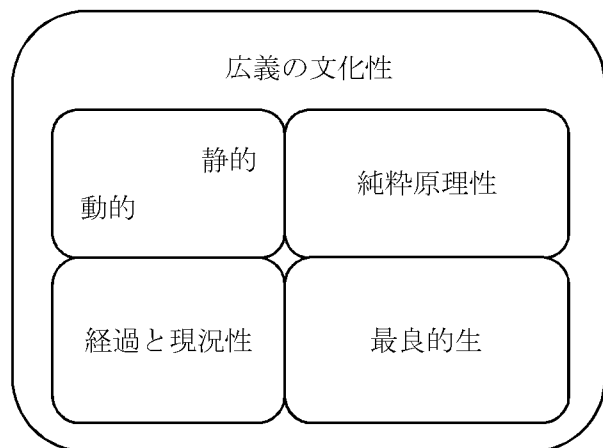 広義の文化性
静的
動的
純粋原理性
経過と現況性
最良的生